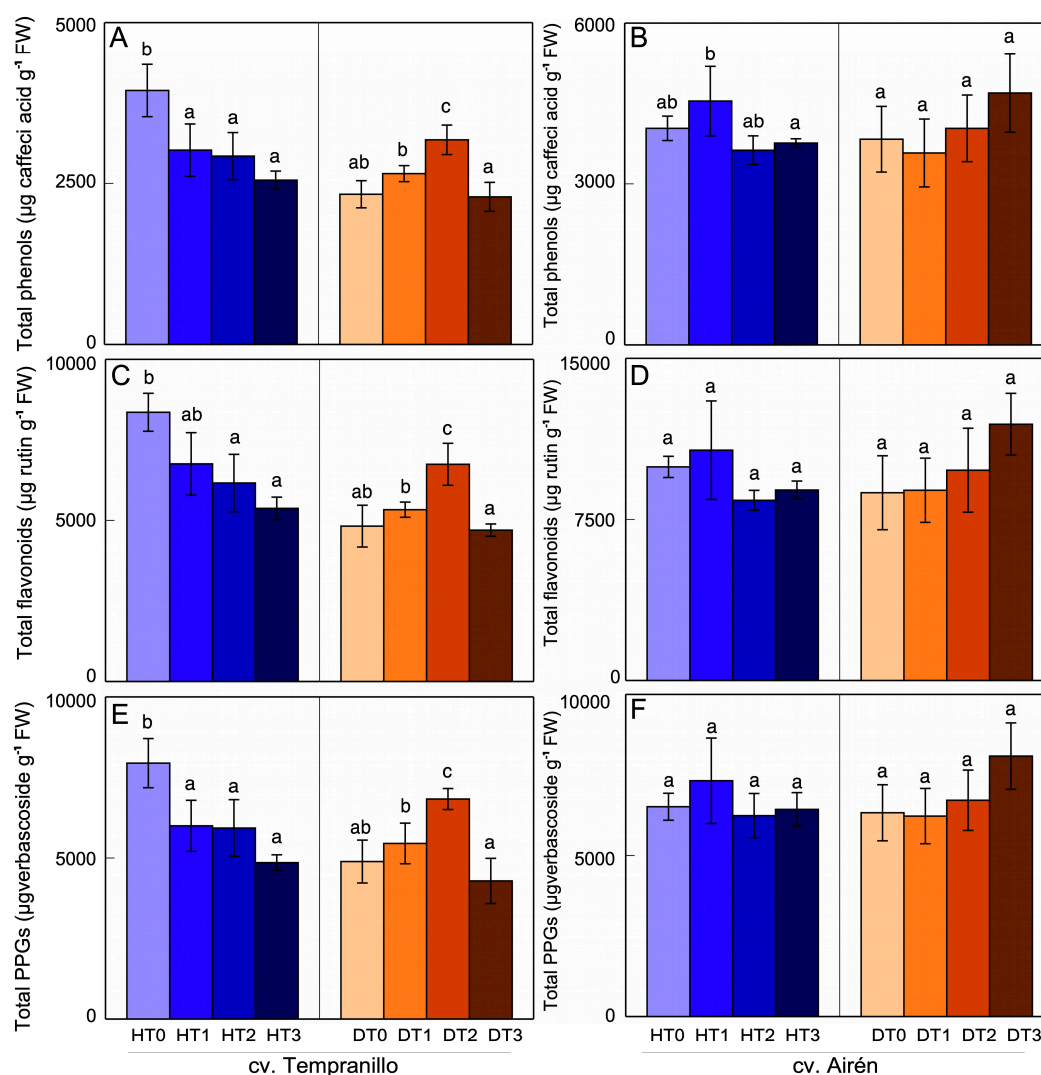 5000
A
b
a
a
a
ab
b
c
a
2500
0
Total phenols (µg caffeci acid g⁻¹ FW)
6000
B
ab
b
ab
a
a
a
a
a
3000
0
Total phenols (µg caffeci acid g⁻¹ FW)
10000
C
b
ab
a
a
ab
b
c
a
5000
0
Total flavonoids (µg rutin g⁻¹ FW)
15000
D
a
a
a
a
a
a
a
a
7500
0
Total flavonoids (µg rutin g⁻¹ FW)
10000
E
b
a
a
a
ab
b
c
a
5000
0
Total PPGs (µgverbascoside g⁻¹ FW)
HT0 HT1 HT2 HT3 DT0 DT1 DT2 DT3
cv. Tempranillo
10000
F
a
a
a
a
a
a
a
a
5000
0
Total PPGs (µgverbascoside g⁻¹ FW)
HT0 HT1 HT2 HT3 DT0 DT1 DT2 DT3
cv. Airén